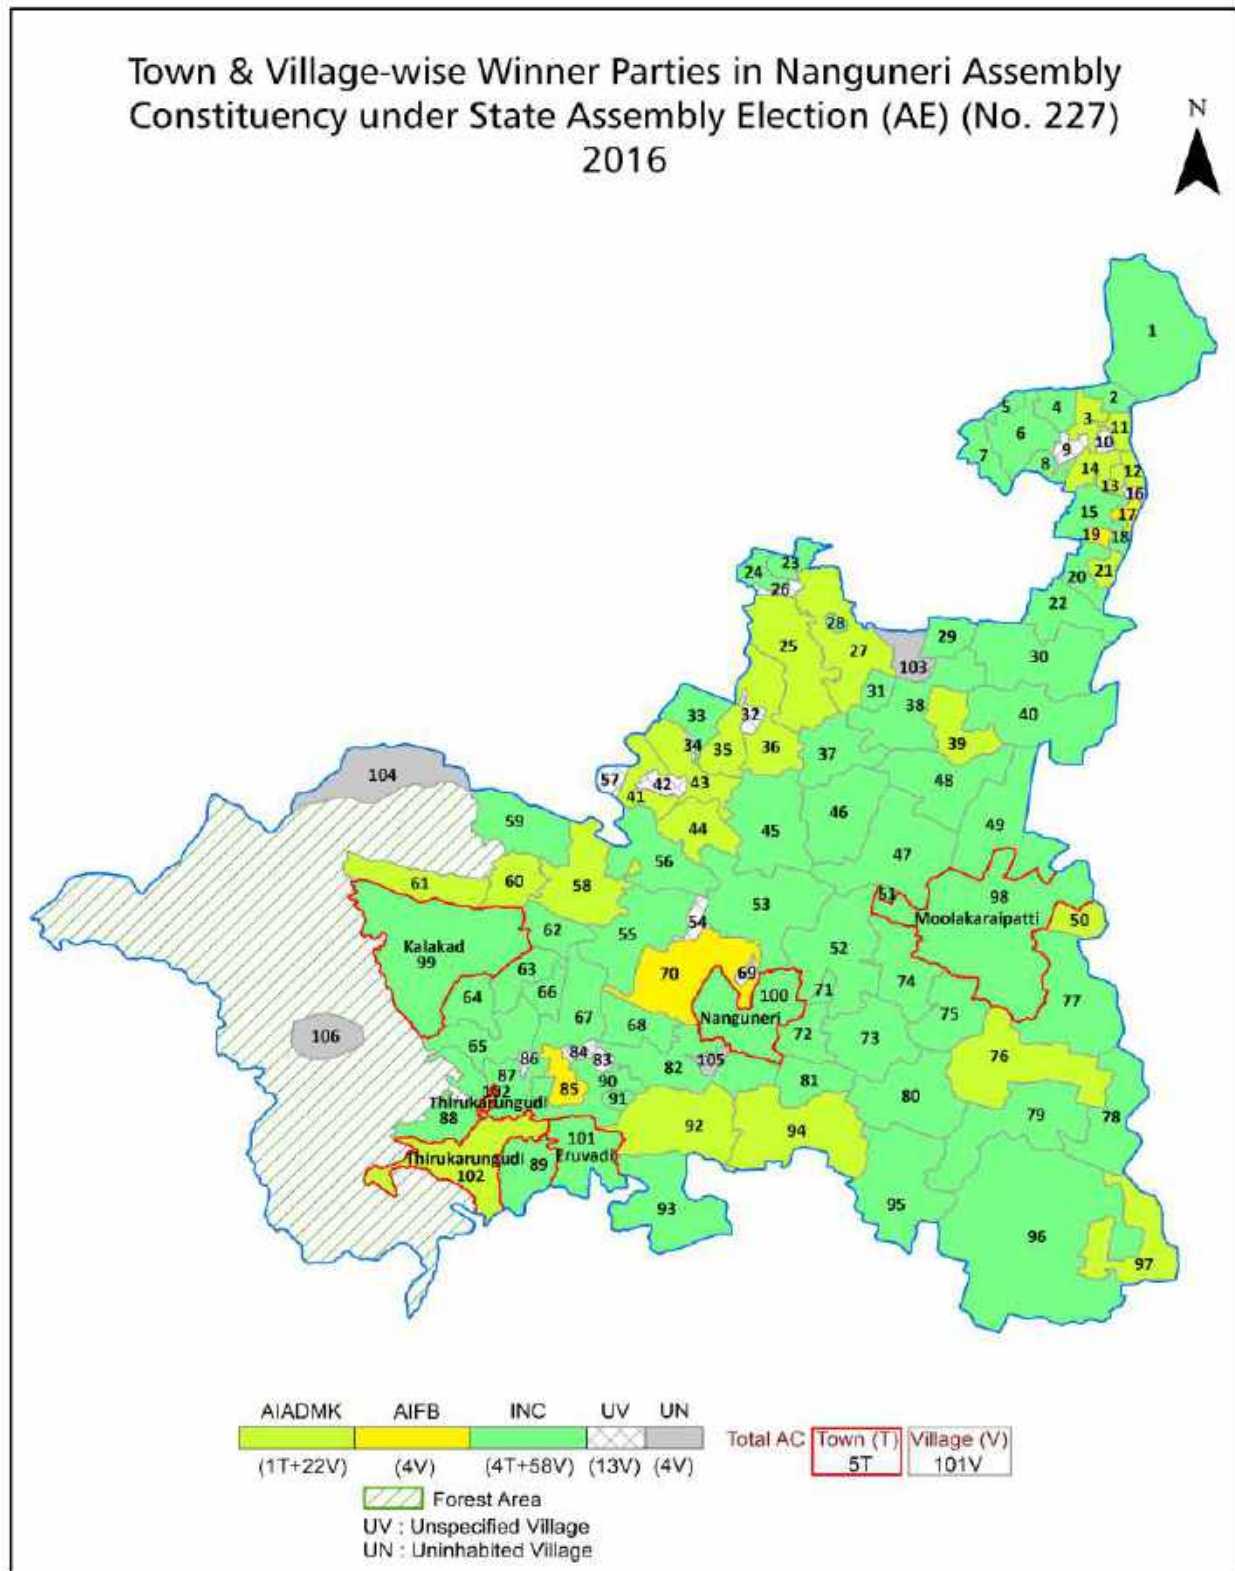 Town & Village-wise Winner Parties in Nanguneri Assembly
Constituency under State Assembly Election (AE) (No. 227)
2016
N
1
2
5 4 3
11
6
10
9
7 8 14 12
13
16
15 17
19 18
20 21
22
23
24
26
28
25 27 29
103 30
31
38
33 32
40
34 35 36 37 39
104 57 42 43 48
41
59 44 45 46 49
56 47
61 60 58
51 98
54 53 Moolakaraipatti 50
62 55
Kalakad 52
99
63 70 69
64 66 100 71 74
67 Nanguneri 75 77
68 72 73
65 76
86 84 83 82 105
87 85 90 81 80
102 91
Thirukarungudi
88 79 78
92 94
101
Thirukarungudi 89 Eruvadi
102
93 95
96
97
106
AIADMK AIFB INC UV UN
Total AC Town (T) Village (V)
5T 101V
(1T+22V) (4V) (4T+58V) (13V) (4V)
Forest Area
UV : Unspecified Village
UN : Uninhabited Village